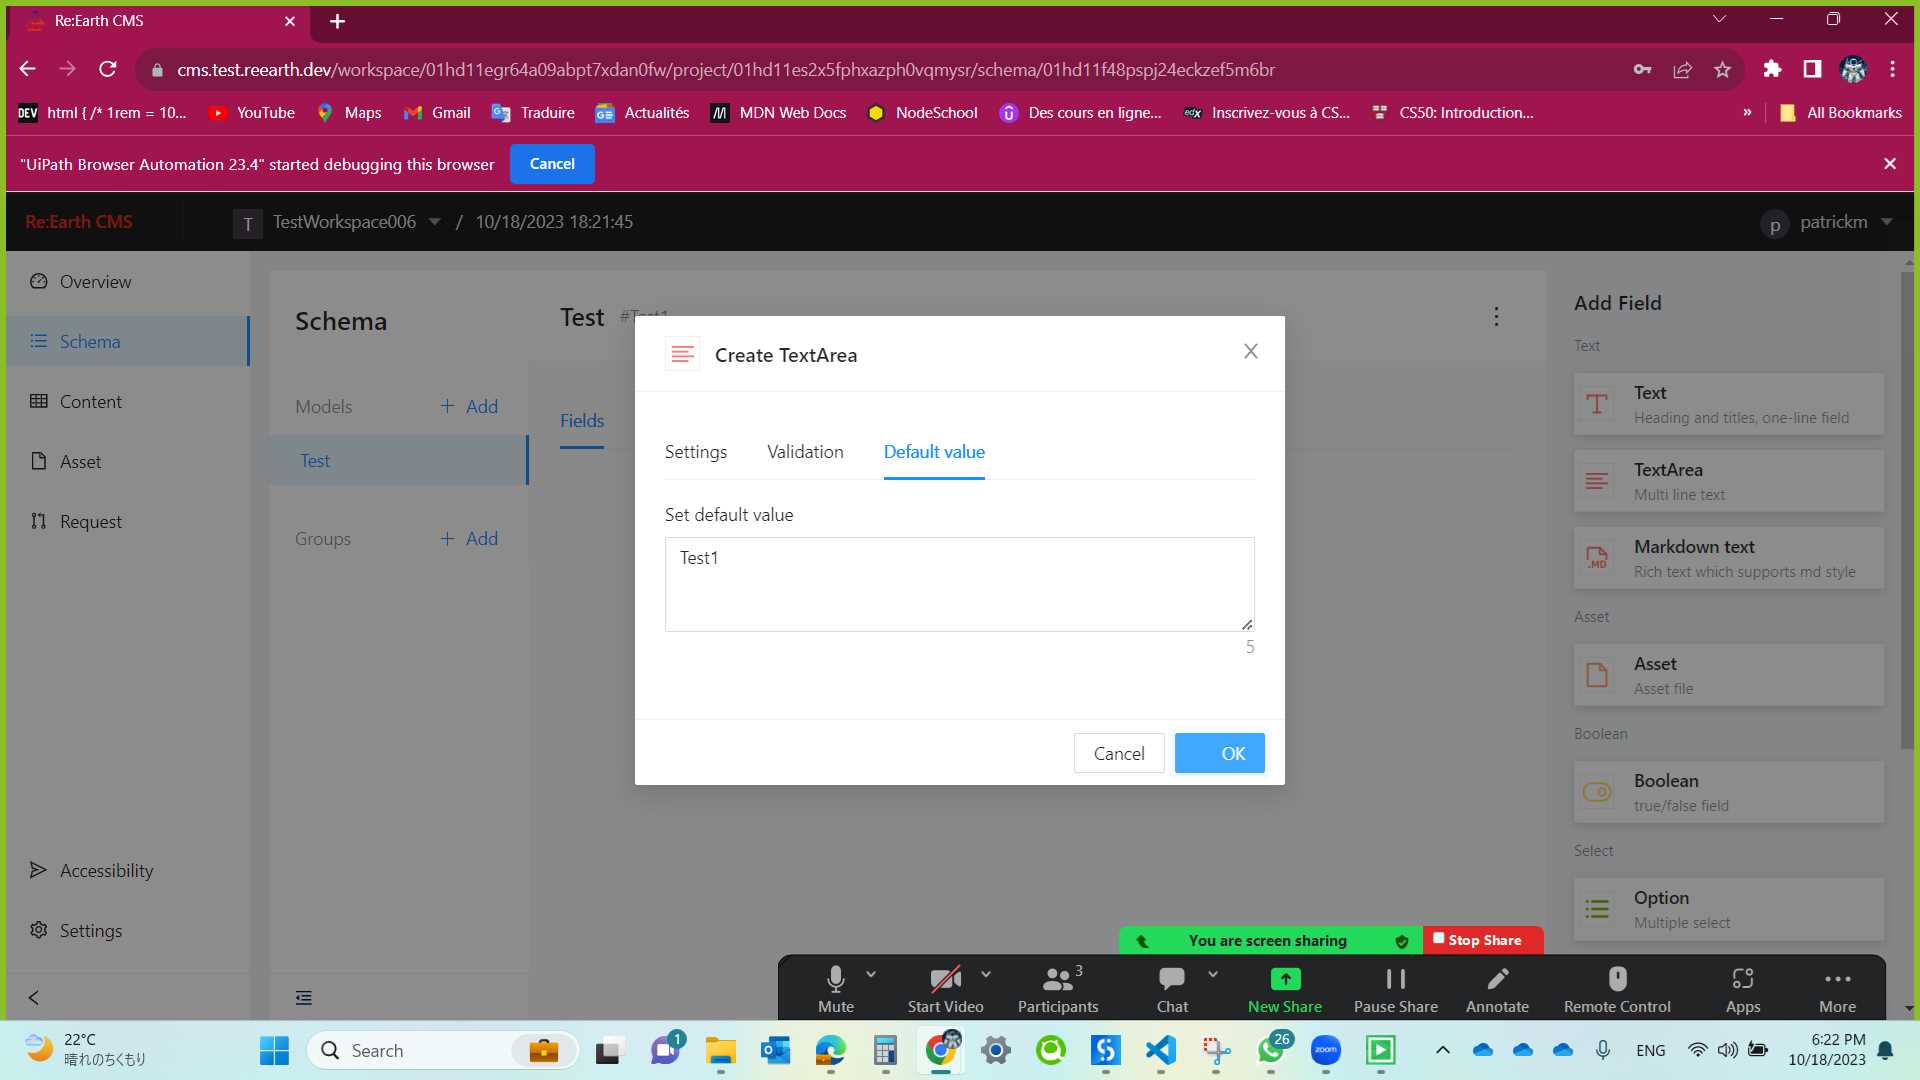 Re:Earth CMS
cms.test.reearth.dev/workspace/01hd11egr64a09abpt7xdan0fw/project/01hd11es2x5fphxazph0vqmysr/schema/01hd11f48pspj24eckzef5m6br
DEV html { /* 1rem = 10... YouTube Maps Gmail Traduire Actualités MDN Web Docs NodeSchool Des cours en ligne... edX Inscrivez-vous à CS... CS50: Introduction... » All Bookmarks
"UiPath Browser Automation 23.4" started debugging this browser Cancel
Re:Earth CMS T TestWorkspace006 / 10/18/2023 18:21:45 p patrickm
Overview
Schema
Content
Asset
Request
Accessibility
Settings
Schema
Models + Add
Test
Groups + Add
Test #Test1
Fields
Create TextArea
Settings Validation Default value
Set default value
Test1
5
Cancel OK
Add Field
Text
Text
Heading and titles, one-line field
TextArea
Multi line text
.MD Markdown text
Rich text which supports md style
Asset
Asset
Asset file
Boolean
Boolean
true/false field
Select
Option
Multiple select
You are screen sharing Stop Share
Mute Start Video Participants 3 Chat New Share Pause Share Annotate Remote Control Apps More
22°C
晴れのちくもり
Search
1
26
zoom
ENG
6:22 PM
10/18/2023